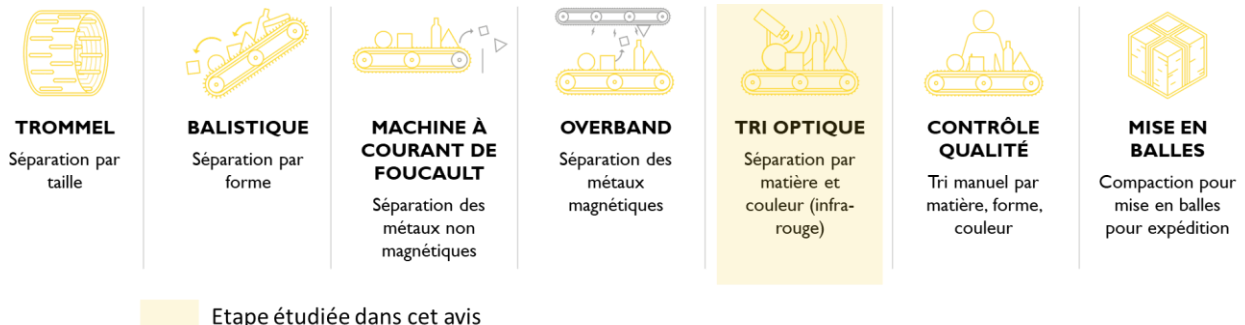 TROMMEL
Séparation par
taille
BALISTIQUE
Séparation par
forme
MACHINE À
COURANT DE
FOUCAULT
Séparation des
métaux non
magnétiques
OVERBAND
Séparation des
métaux
magnétiques
TRI OPTIQUE
Séparation par
matière et
couleur (infra-
rouge)
CONTRÔLE
QUALITÉ
Tri manuel par
matière, forme,
couleur
MISE EN
BALLES
Compaction pour
mise en balles
pour expédition
Etape étudiée dans cet avis